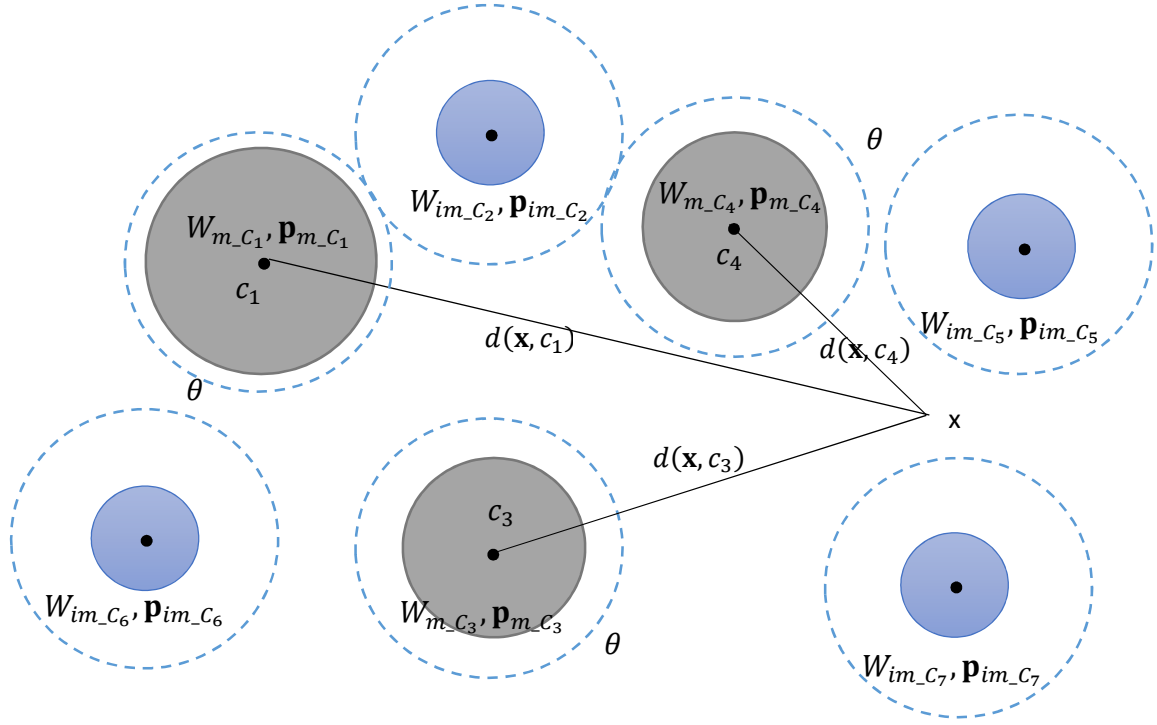 θ
W_{im_C_2}, p_{im_C_2}
W_{m_C_4}, p_{m_C_4}
W_{m_C_1}, p_{m_C_1}
c_4
c_1
W_{im_C_5}, p_{im_C_5}
d(x, c_1)
d(x, c_4)
θ
x
d(x, c_3)
c_3
W_{im_C_6}, p_{im_C_6}
W_{m_C_3}, p_{m_C_3}
θ
W_{im_C_7}, p_{im_C_7}